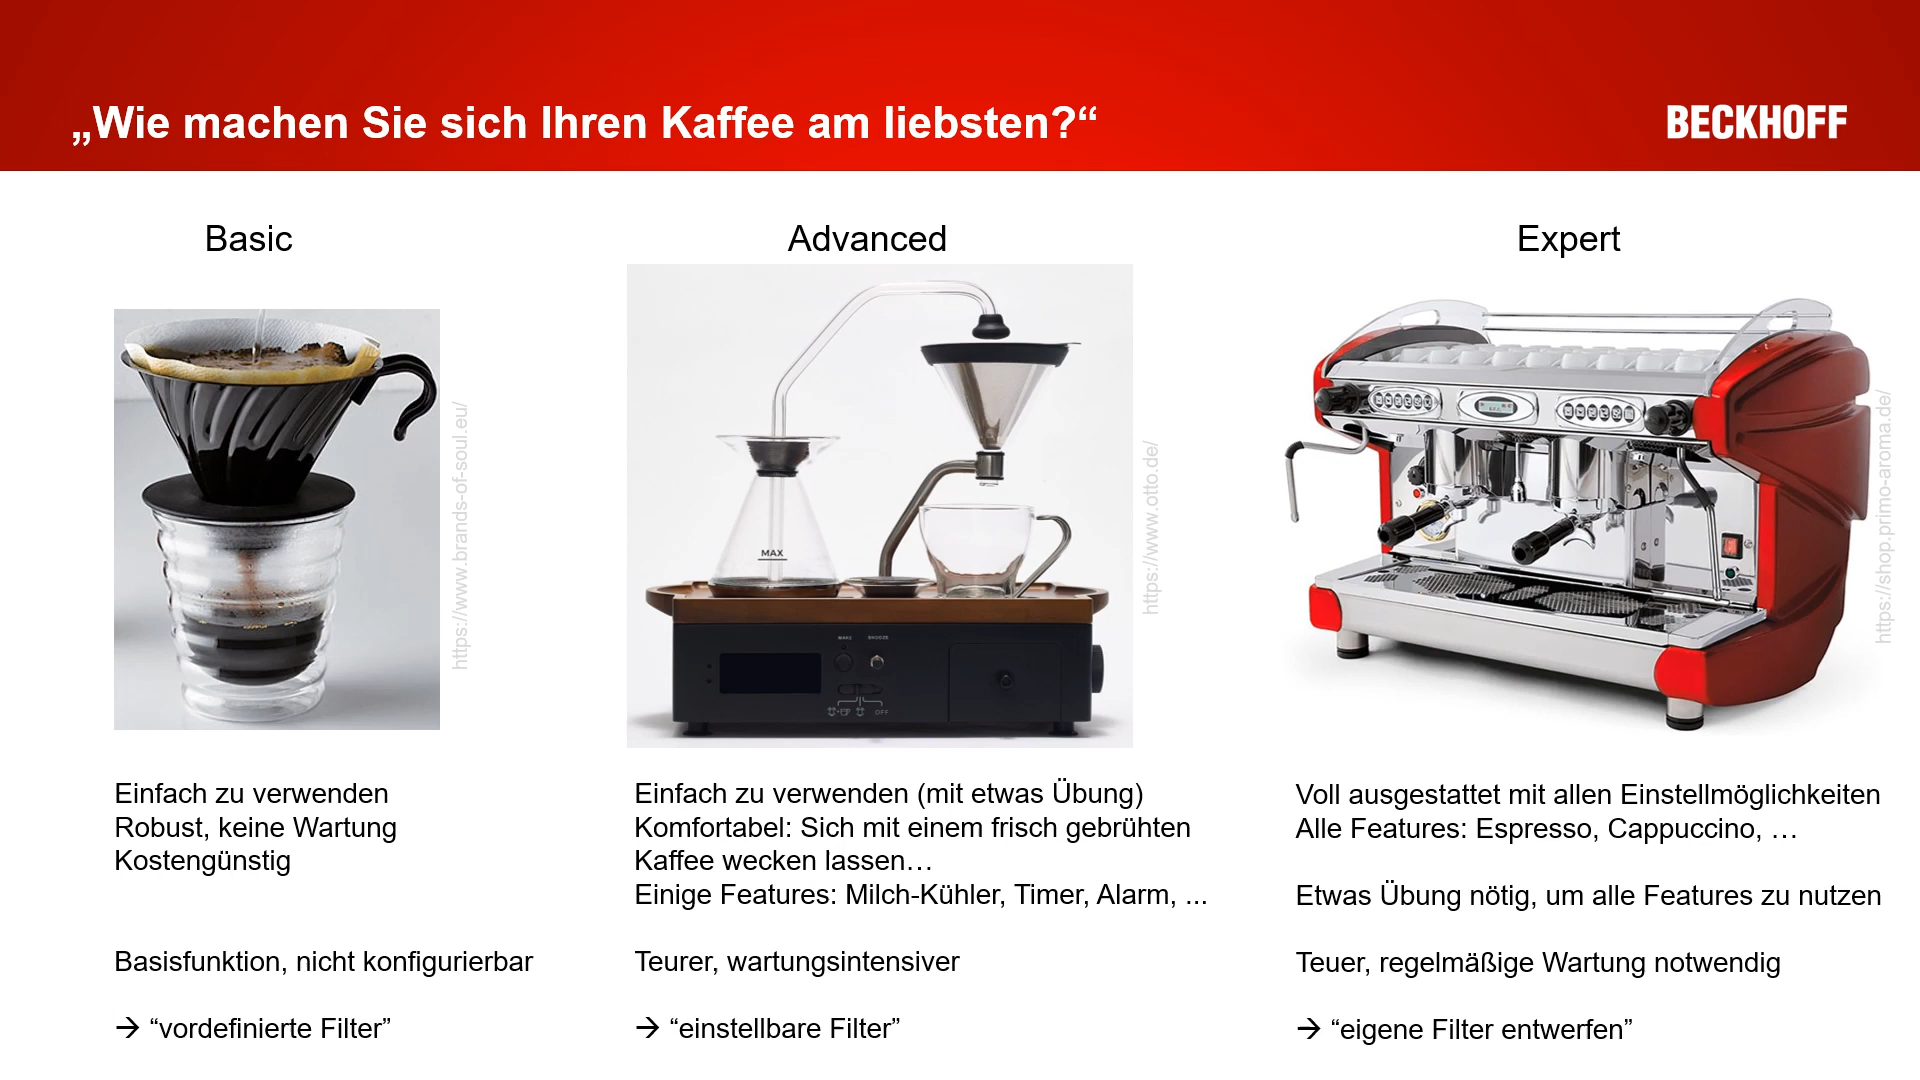 „Wie machen Sie sich Ihren Kaffee am liebsten?“
BECKHOFF
Basic
https://www.brands-of-soul.eu/
Einfach zu verwenden
Robust, keine Wartung
Kostengünstig
Basisfunktion, nicht konfigurierbar
→ “vordefinierte Filter”
Advanced
MAX
WAKE
SNOOZE
OFF
https://www.otto.de/
Einfach zu verwenden (mit etwas Übung)
Komfortabel: Sich mit einem frisch gebrühten
Kaffee wecken lassen…
Einige Features: Milch-Kühler, Timer, Alarm, ...
Teurer, wartungsintensiver
→ “einstellbare Filter”
Expert
https://shop.primo-aroma.de/
Voll ausgestattet mit allen Einstellmöglichkeiten
Alle Features: Espresso, Cappuccino, …
Etwas Übung nötig, um alle Features zu nutzen
Teuer, regelmäßige Wartung notwendig
→ “eigene Filter entwerfen”